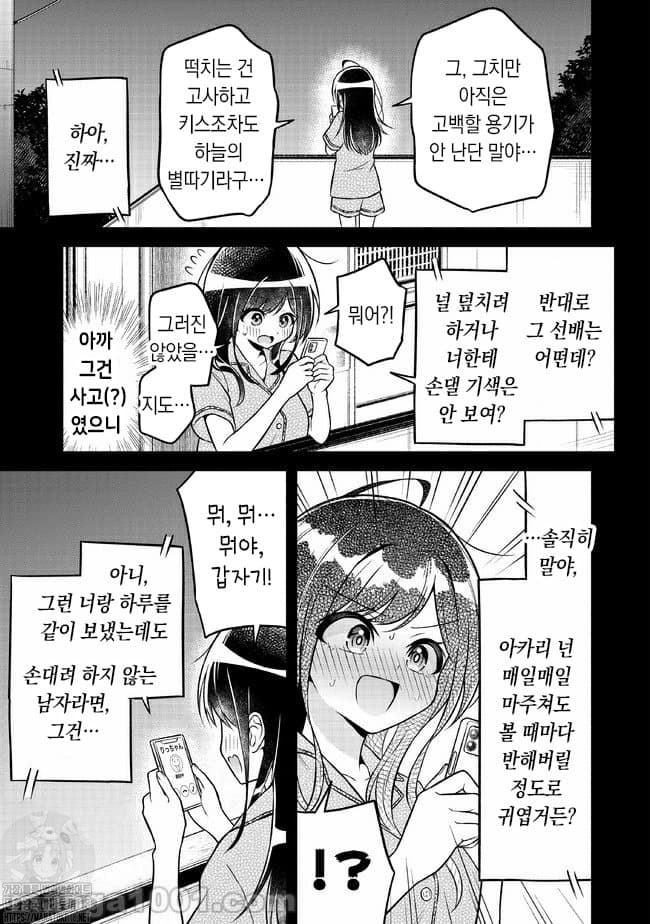 그, 그치만
아직은
고백할 용기가
안 난단 말야…
떡치는 건
고사하고
키스조차도
하늘의
별따기라구…
하아,
진짜…
반대로
그 선배는
어떤데?
널 덮치려
하거나
너한테
손댈 기색은
안 보여?
뭐어?!
그러진
않았을…
지도…
아까
그건
사고(?)
였으니
…솔직히
말야,
아카리 넌
매일매일
마주쳐도
볼 때마다
반해버릴
정도로
귀엽거든?
!?
뭐, 뭐…
뭐야,
갑자기!
아니,
그런 너랑 하루를
같이 보냈는데도
손대려 하지 않는
남자라면,
그건…
りっちゃん
manga1001.com